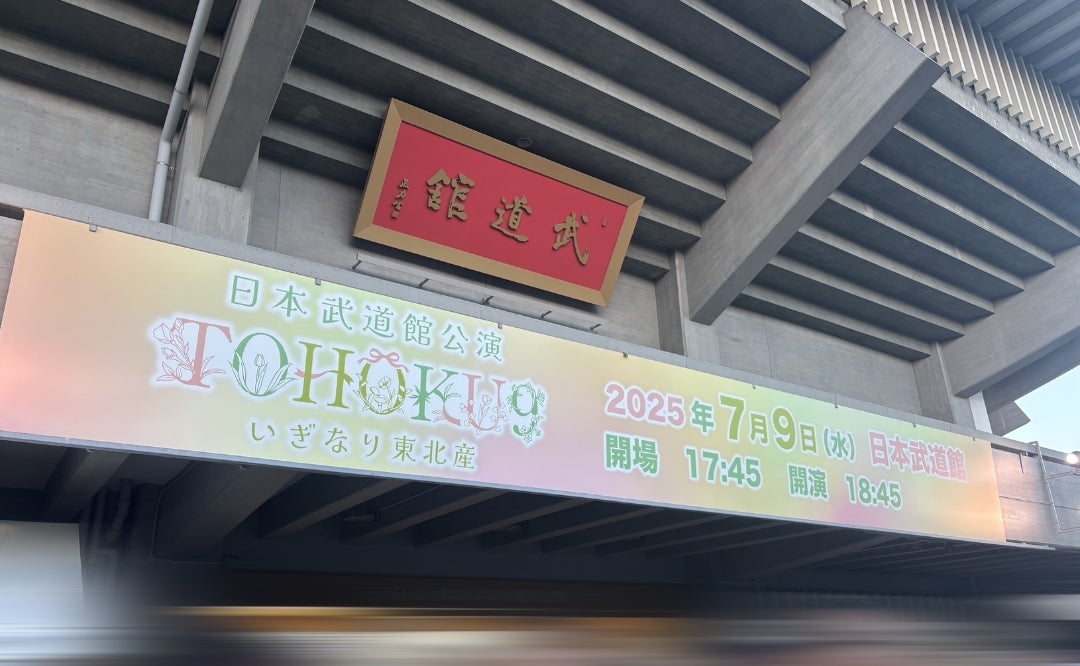 武道館
日本武道館公演
TOHOKUg
いぎなり東北産
2025年7月9日(水) 日本武道館
開場 17:45 開演 18:45